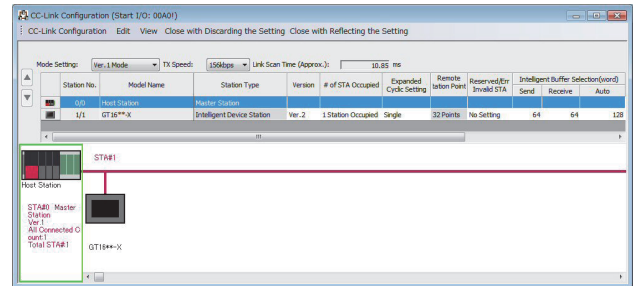 CC-Link Configuration (Start I/O: 00A0!)
CC-Link Configuration Edit View Close with Discarding the Setting Close with Reflecting the Setting
Mode Setting: Ver.1 Mode TX Speed: 156kbps Link Scan Time (Approx.): 10.85 ms
Station No. Model Name Station Type Version # of STA Occupied Expanded Cyclic Setting Remote tation Point Reserved/Err Invalid STA Intelligent Buffer Selection(word) Send Receive Auto
0/0 Host Station Master Station
1/1 GT16**-X Intelligent Device Station Ver.2 1 Station Occupied Single 32 Points No Setting 64 64 128
STA#1
Host Station
STA#0 Master
Station
Ver.1
All Connected C
ount:1
Total STA#:1
GT16**-X